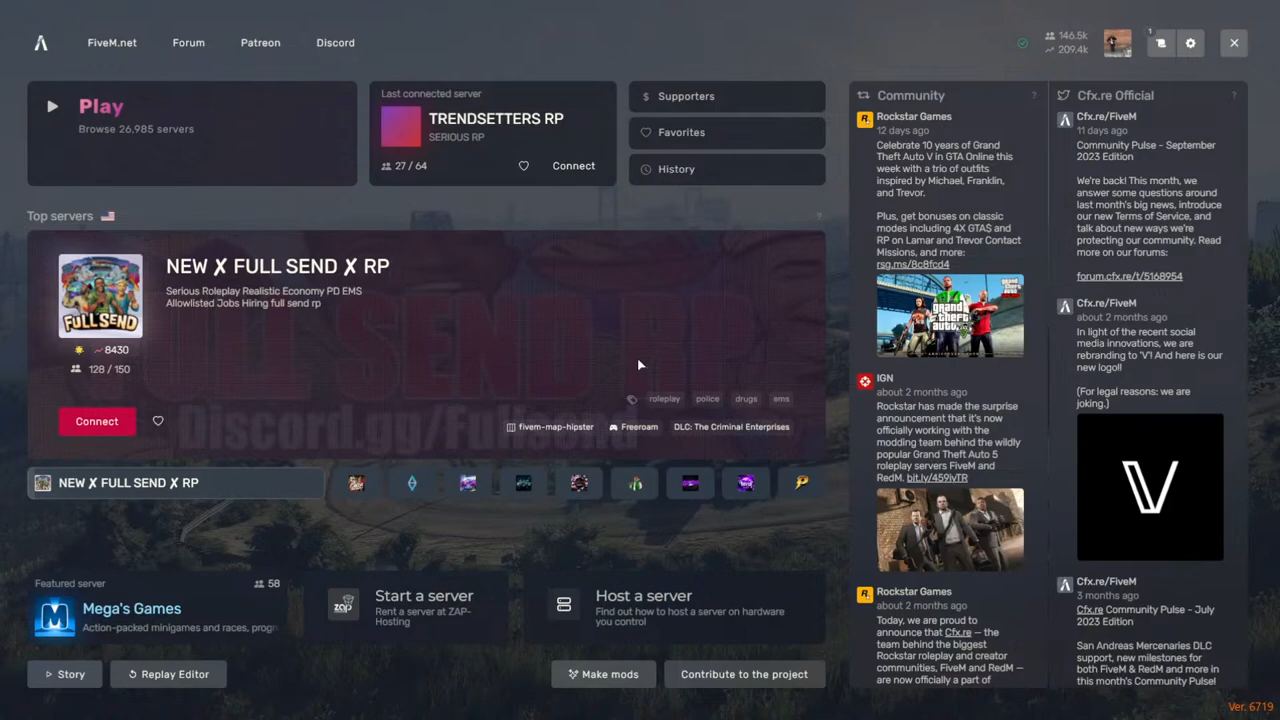 FiveM.net
Forum
Patreon
Discord
146.5k
209.4k
1
Play
Browse 26,985 servers
Last connected server
TRENDSETTERS RP
SERIOUS RP
27 / 64
Connect
$ Supporters
Favorites
History
Top servers
?
NEW ✗ FULL SEND ✗ RP
Serious Roleplay Realistic Economy PD EMS
Allowlisted Jobs Hiring full send rp
FULL SEND
8430
128 / 150
Connect
roleplay police drugs ems
fivem-map-hipster Freeroam DLC: The Criminal Enterprises
NEW ✗ FULL SEND ✗ RP
Featured server
58
Mega's Games
Action-packed minigames and races, progr
ZAP
Start a server
Rent a server at ZAP-
Hosting
Host a server
Find out how to host a server on hardware
you control
Story
Replay Editor
Make mods
Contribute to the project
Community ?
Rockstar Games
12 days ago
Celebrate 10 years of Grand
Theft Auto V in GTA Online this
week with a trio of outfits
inspired by Michael, Franklin,
and Trevor.
Plus, get bonuses on classic
modes including 4X GTA$ and
RP on Lamar and Trevor Contact
Missions, and more:
rsg.ms/8c8fcd4
grand
theft
auto
IGN
about 2 months ago
Rockstar has made the surprise
announcement that it's now
officially working with the
modding team behind the wildly
popular Grand Theft Auto 5
roleplay servers FiveM and
RedM. bit.ly/459lvTR
Rockstar Games
about 2 months ago
Today, we are proud to
announce that Cfx.re — the
team behind the biggest
Rockstar roleplay and creator
communities, FiveM and RedM —
are now officially a part of
Cfx.re Official ?
Cfx.re/FiveM
11 days ago
Community Pulse - September
2023 Edition
We're back! This month, we
answer some questions around
last month's big news, introduce
our new Terms of Service, and
talk about new ways we're
protecting our community. Read
more on our forums:
forum.cfx.re/t/5168954
Cfx.re/FiveM
about 2 months ago
In light of the recent social
media innovations, we are
rebranding to 'V'! And here is our
new logo!!
(For legal reasons: we are
joking.)
V
Cfx.re/FiveM
3 months ago
Cfx.re Community Pulse - July
2023 Edition
San Andreas Mercenaries DLC
support, new milestones for
both FiveM & RedM and more in
this month's Community Pulse!
Ver. 6719